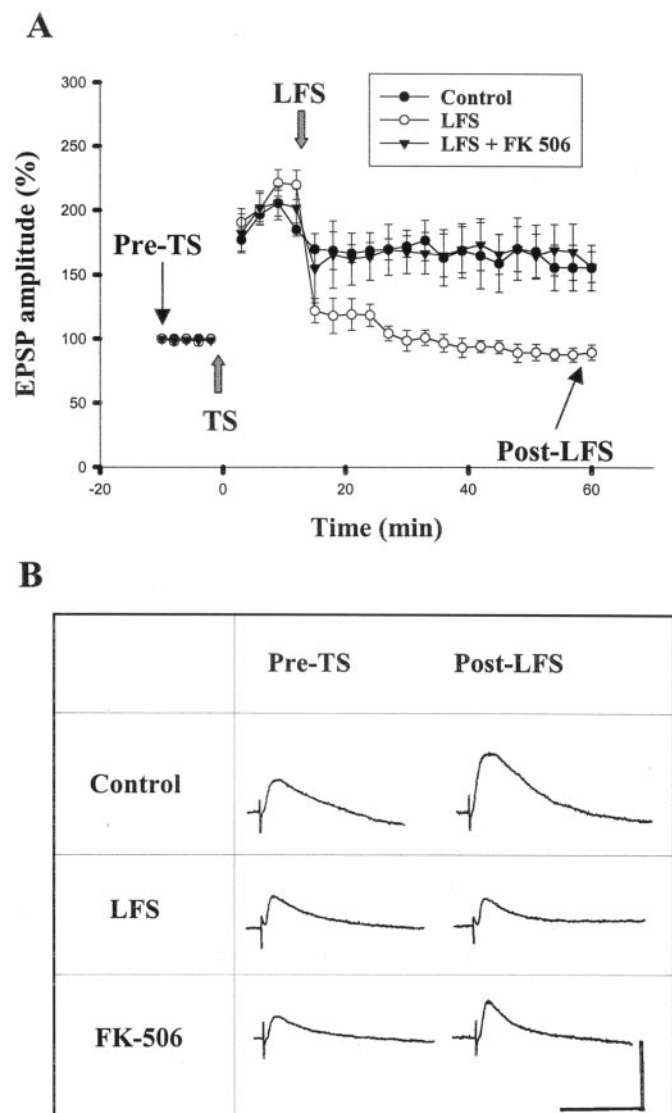 A
300
250
200
150
100
50
0
-20
0
20
40
60
EPSP amplitude (%)
Time (min)
LFS
Control
LFS
LFS + FK 506
Pre-TS
TS
Post-LFS
B
Pre-TS Post-LFS
Control
LFS
FK-506